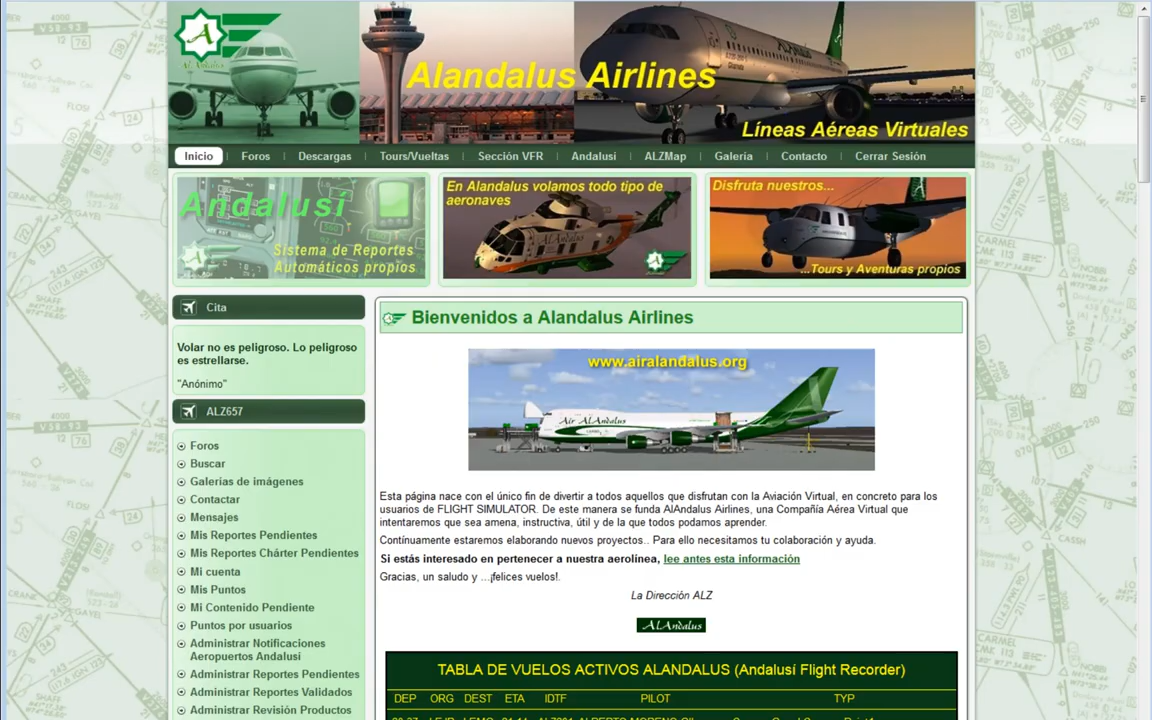 Alandalus Airlines
Líneas Aéreas Virtuales
Inicio
Foros
Descargas
Tours/Vueltas
Sección VFR
Andalusí
ALZMap
Galería
Contacto
Cerrar Sesión
Andalusí
Sistema de Reportes
Automáticos propios
En Alandalus volamos todo tipo de
aeronaves
Disfruta nuestros...
...Tours y Aventuras propios
Cita
Volar no es peligroso. Lo peligroso
es estrellarse.
"Anónimo"
ALZ657
Foros
Buscar
Galerías de imágenes
Contactar
Mensajes
Mis Reportes Pendientes
Mis Reportes Chárter Pendientes
Mi cuenta
Mis Puntos
Mi Contenido Pendiente
Puntos por usuarios
Administrar Notificaciones
Aeropuertos Andalusí
Administrar Reportes Pendientes
Administrar Reportes Validados
Administrar Revisión Productos
Bienvenidos a Alandalus Airlines
www.airalandalus.org
Air AlAndalus
Esta página nace con el único fin de divertir a todos aquellos que disfrutan con la Aviación Virtual, en concreto para los
usuarios de FLIGHT SIMULATOR. De este manera se funda AlAndalus Airlines, una Compañía Aérea Virtual que
intentaremos que sea amena, instructiva, útil y de la que todos podamos aprender.
Contínuamente estaremos elaborando nuevos proyectos.. Para ello necesitamos tu colaboración y ayuda.
Si estás interesado en pertenecer a nuestra aerolínea, lee antes esta información
Gracias, un saludo y ...¡felices vuelos!.
La Dirección ALZ
AlAndalus
TABLA DE VUELOS ACTIVOS ALANDALUS (Andalusí Flight Recorder)
DEP ORG DEST ETA IDTF PILOT TYP